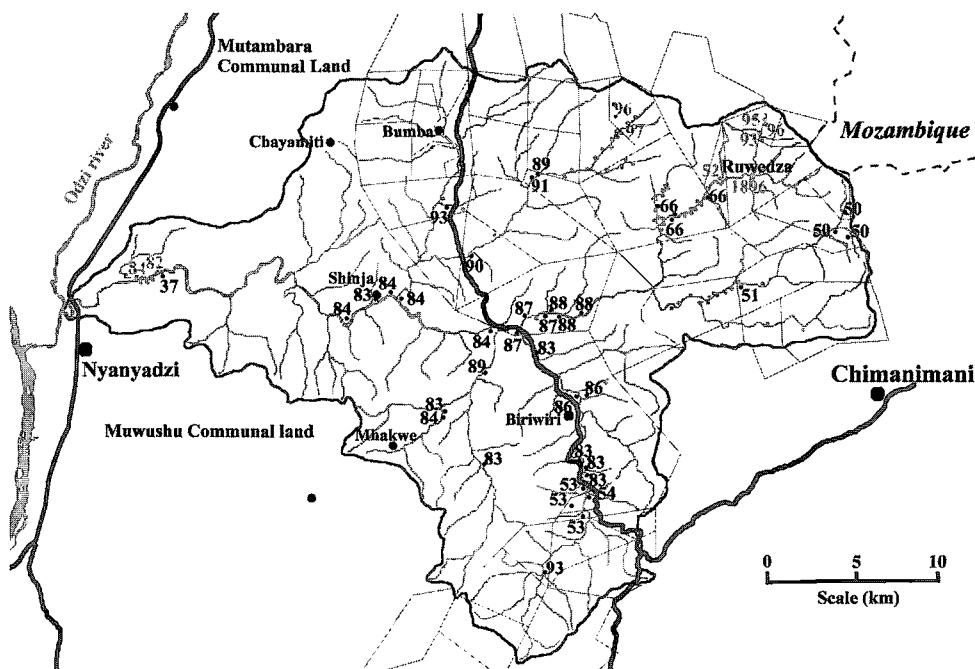 Mutambara
Communal Land
Odzi river
Chayamiti
Bumba
96
97
95
96
93
Mozambique
Ruwedza
1896
89
91
66
66
66
93
50
50
50
90
37
Shinja
84
83
84
84
51
87
88
88
87
88
84
87
83
Nyanyadzi
89
86
Chimanimani
83
84
86
Biriwiri
Muwushu Communal land
Mhakwe
83
83
83
83
53
54
53
53
93
0 5 10
Scale (km)